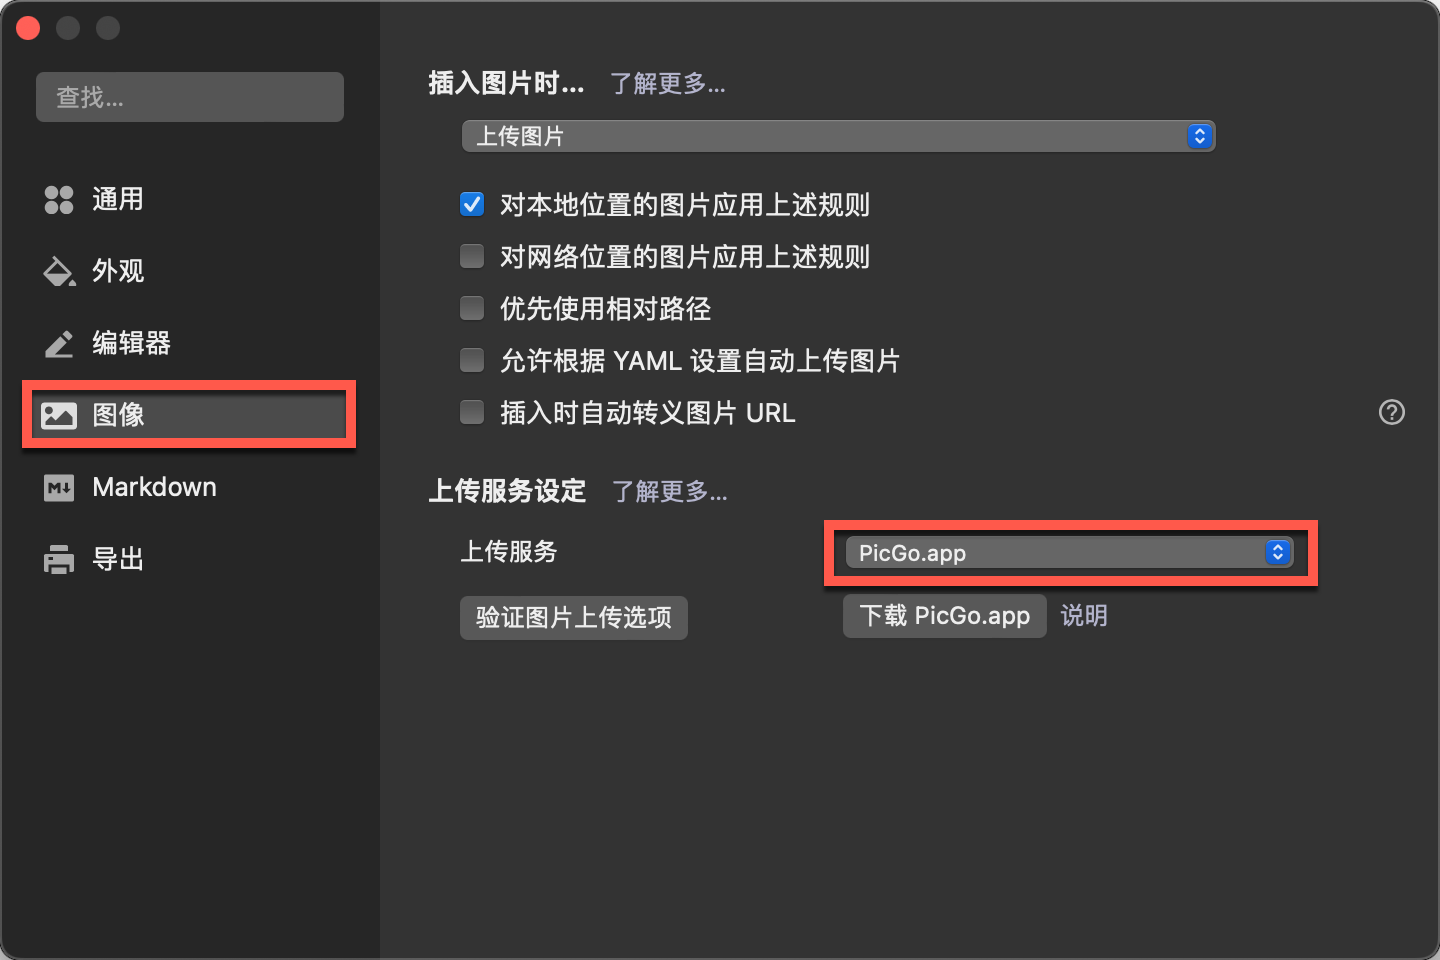 查找...
通用
外观
编辑器
图像
Markdown
导出
插入图片时... 了解更多...
上传图片
对本地位置的图片应用上述规则
对网络位置的图片应用上述规则
优先使用相对路径
允许根据 YAML 设置自动上传图片
插入时自动转义图片 URL
上传服务设定 了解更多...
上传服务 PicGo.app
验证图片上传选项 下载 PicGo.app 说明